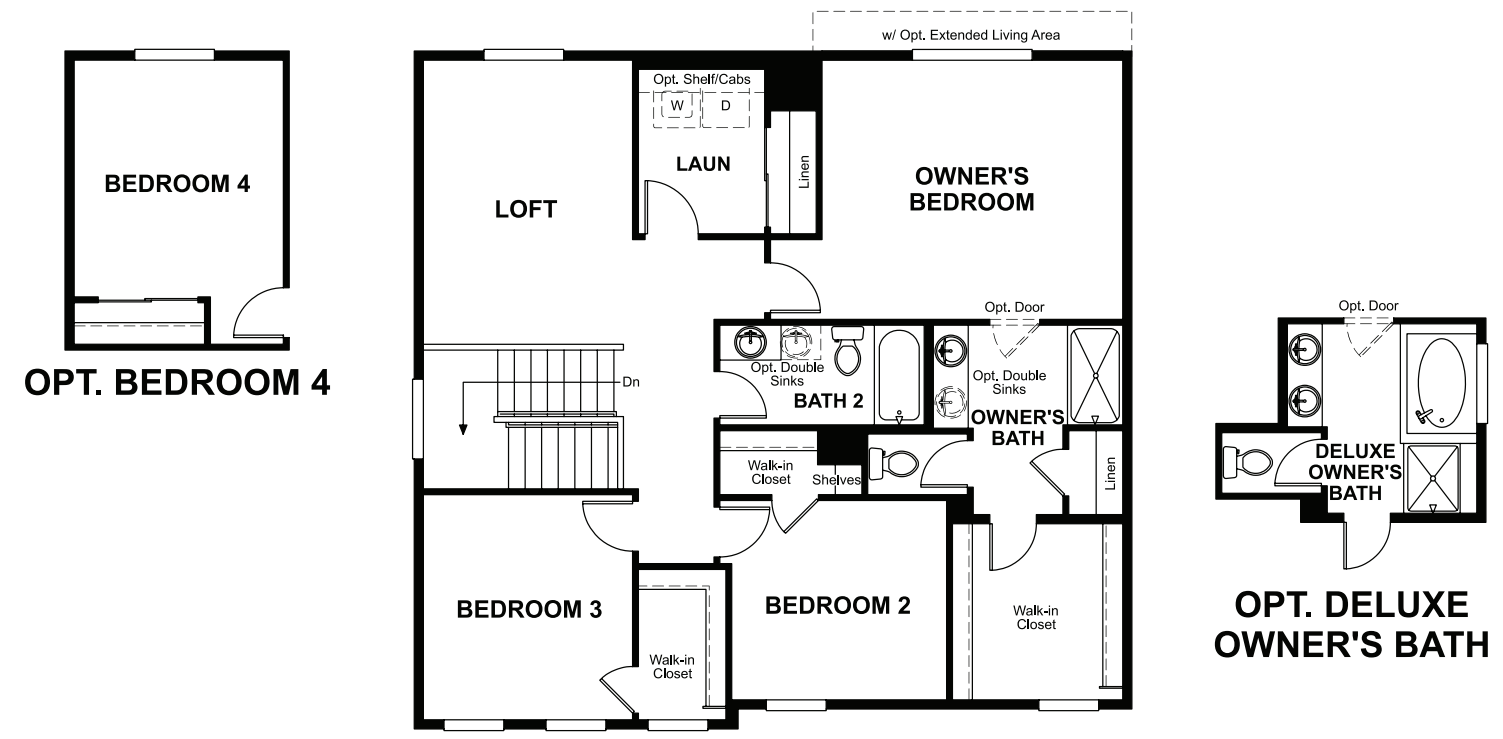 BEDROOM 4
OPT. BEDROOM 4
w/ Opt. Extended Living Area
Opt. Shelf/Cabs
W
D
LAUN
Linen
LOFT
OWNER'S
BEDROOM
Opt. Door
Dn
Opt. Double
Sinks
BATH 2
Opt. Double
Sinks
OWNER'S
BATH
Walk-in
Closet
Shelves
Linen
BEDROOM 3
Walk-in
Closet
BEDROOM 2
Walk-in
Closet
Opt. Door
DELUXE
OWNER'S
BATH
OPT. DELUXE
OWNER'S BATH